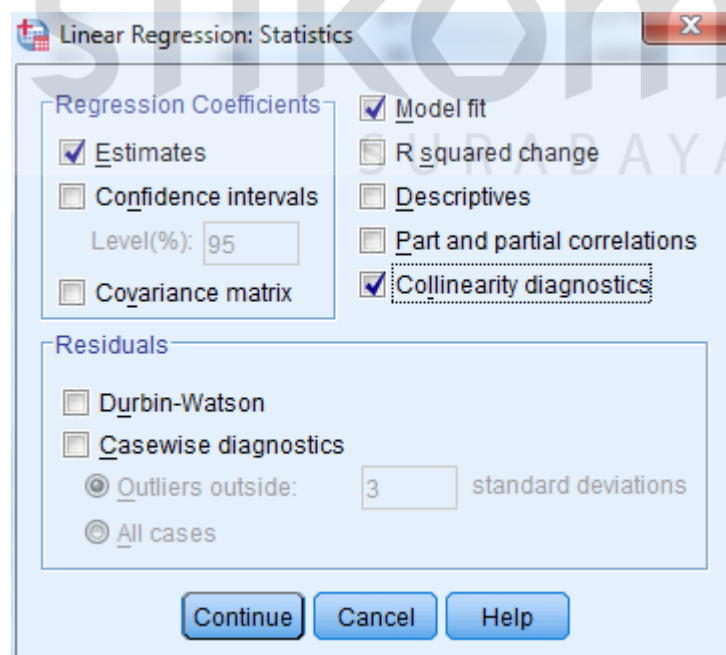 stikom
SURABAYA
Linear Regression: Statistics
Regression Coefficients
Estimates
Confidence intervals
Level(%): 95
Covariance matrix
Model fit
R squared change
Descriptives
Part and partial correlations
Collinearity diagnostics
Residuals
Durbin-Watson
Casewise diagnostics
Outliers outside: 3 standard deviations
All cases
Continue Cancel Help